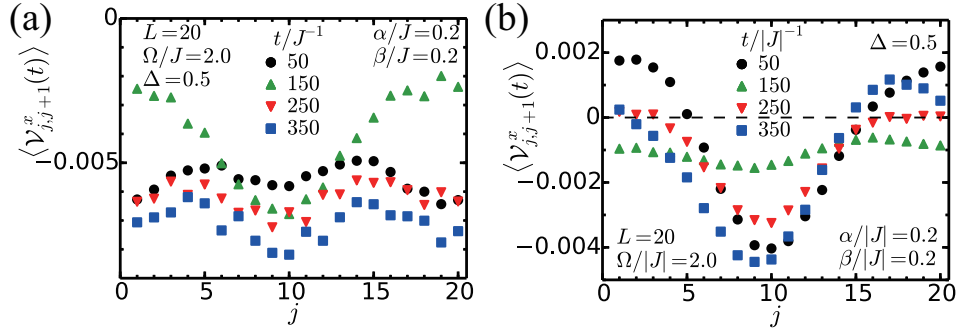 (a)
0
−0.005
⟨𝒱ˣⱼ,ⱼ₊₁(t)⟩
L=20
Ω/J=2.0
Δ=0.5
t/J⁻¹
50
150
250
350
α/J=0.2
β/J=0.2
0 5 10 15 20
j
(b)
0.002
0
−0.002
−0.004
⟨𝒱ˣⱼ,ⱼ₊₁(t)⟩
t/|J|⁻¹
50
150
250
350
Δ=0.5
L=20
Ω/|J|=2.0
α/|J|=0.2
β/|J|=0.2
0 5 10 15 20
j